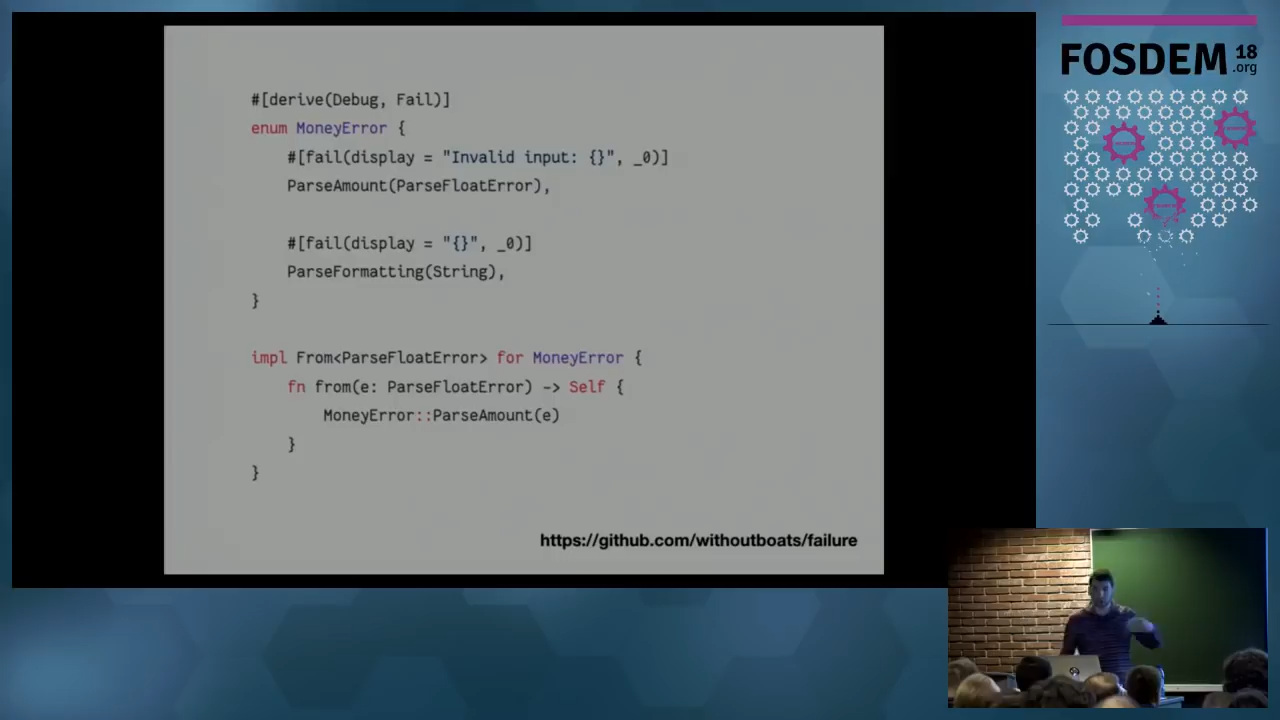 #[derive(Debug, Fail)]
enum MoneyError {
#[fail(display = "Invalid input: {}", _0)]
ParseAmount(ParseFloatError),
#[fail(display = "{}", _0)]
ParseFormatting(String),
}
impl From<ParseFloatError> for MoneyError {
fn from(e: ParseFloatError) -> Self {
MoneyError::ParseAmount(e)
}
}
https://github.com/withoutboats/failure
FOSDEM 18
.org